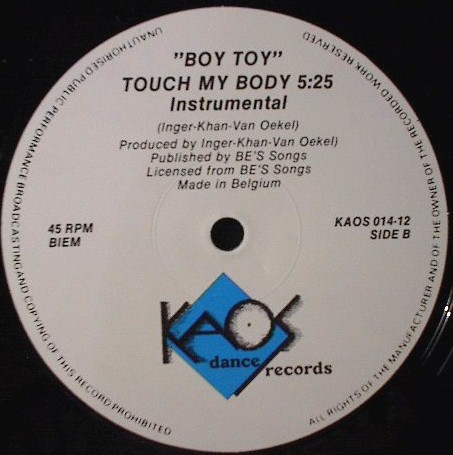 "BOY TOY"
TOUCH MY BODY 5:25
Instrumental
(Inger-Khan-Van Oekel)
Produced by Inger-Khan-Van Oekel)
Published by BE'S Songs
Licensed from BE'S Songs
Made in Belgium
45 RPM
BIEM
KAOS 014-12
SIDE B
KAOS
dance records
UNAUTHORISED PUBLIC PERFORMANCE BROADCASTINGAND COPYING OF THIS RECORD PROHIBITED
ALL RIGHTS OF THE MANUFACTURER AND OF THE OWNER OF THE RECORDED WORK RESERVED